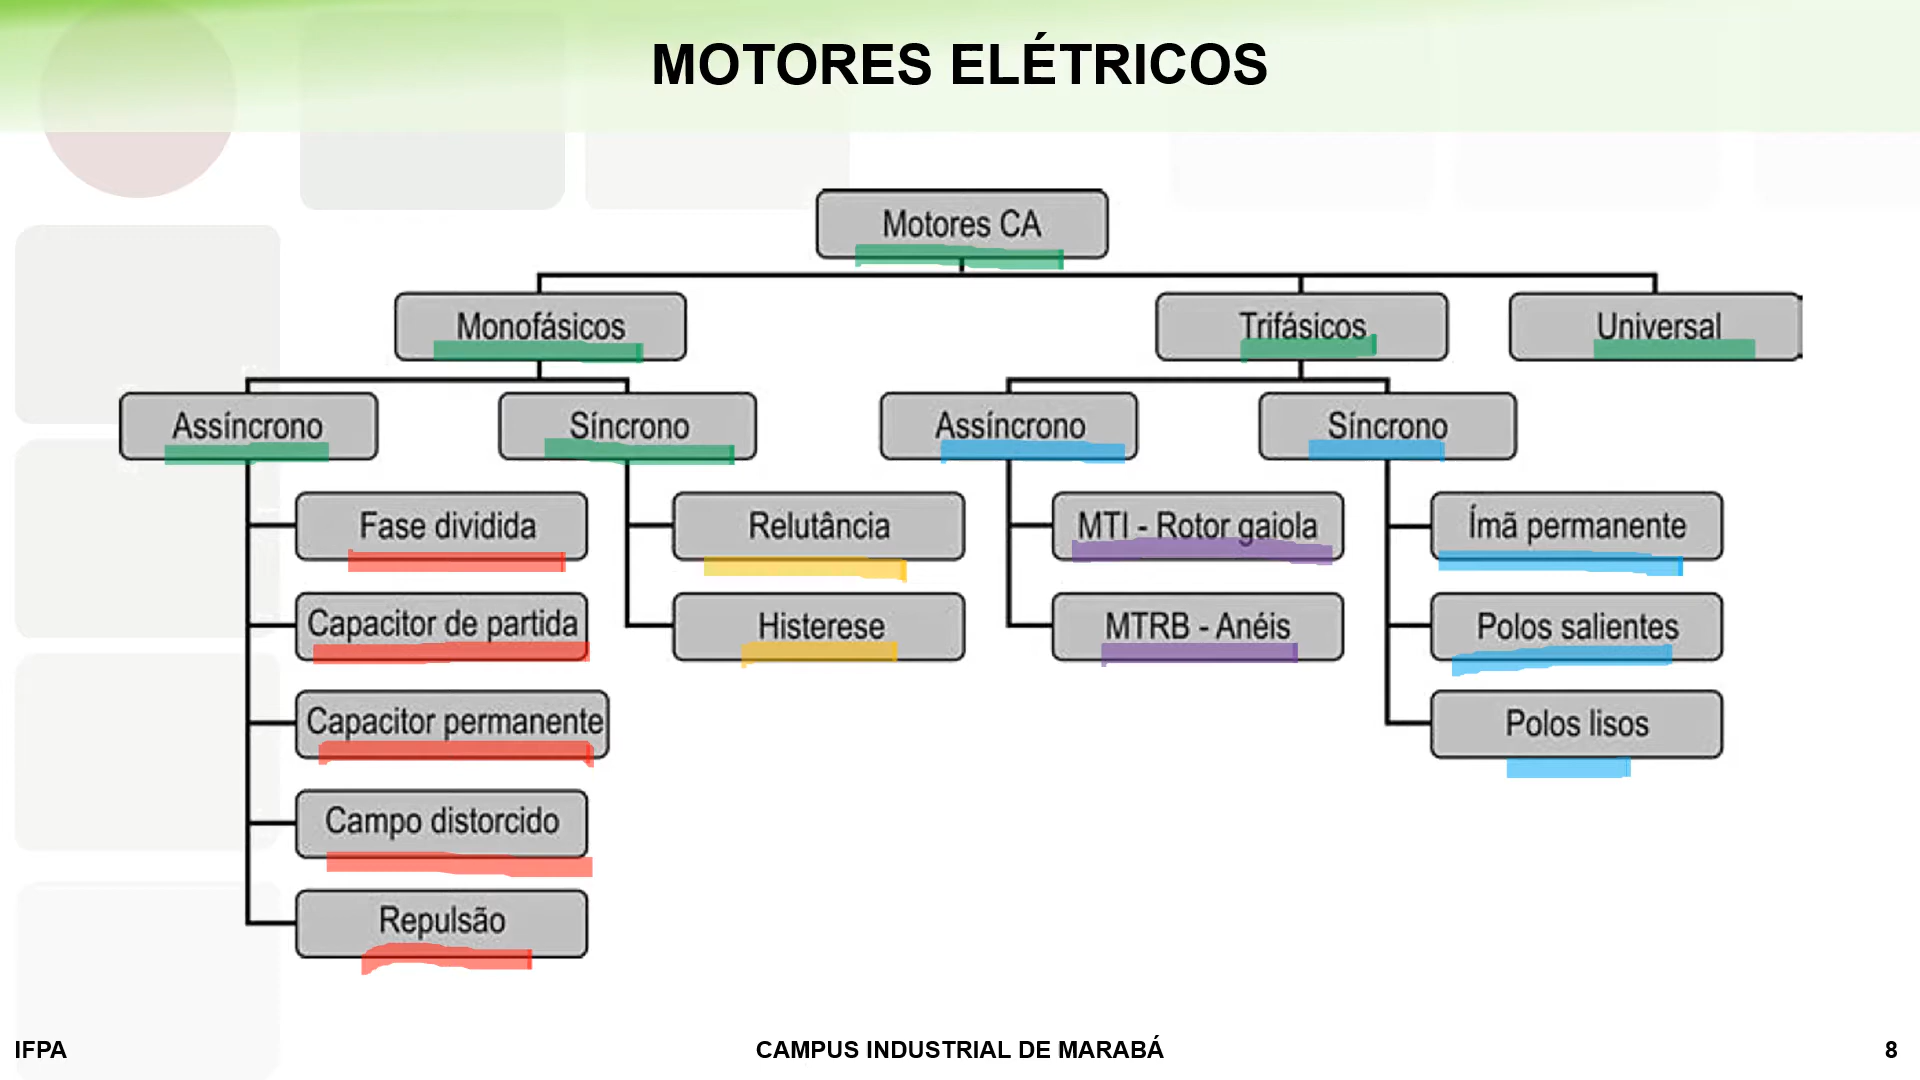 MOTORES ELÉTRICOS
Motores CA
Monofásicos
Trifásicos
Universal
Assíncrono
Síncrono
Assíncrono
Síncrono
Fase dividida
Relutância
MTI - Rotor gaiola
Ímã permanente
Capacitor de partida
Histerese
MTRB - Anéis
Polos salientes
Capacitor permanente
Polos lisos
Campo distorcido
Repulsão
IFPA
CAMPUS INDUSTRIAL DE MARABÁ
8